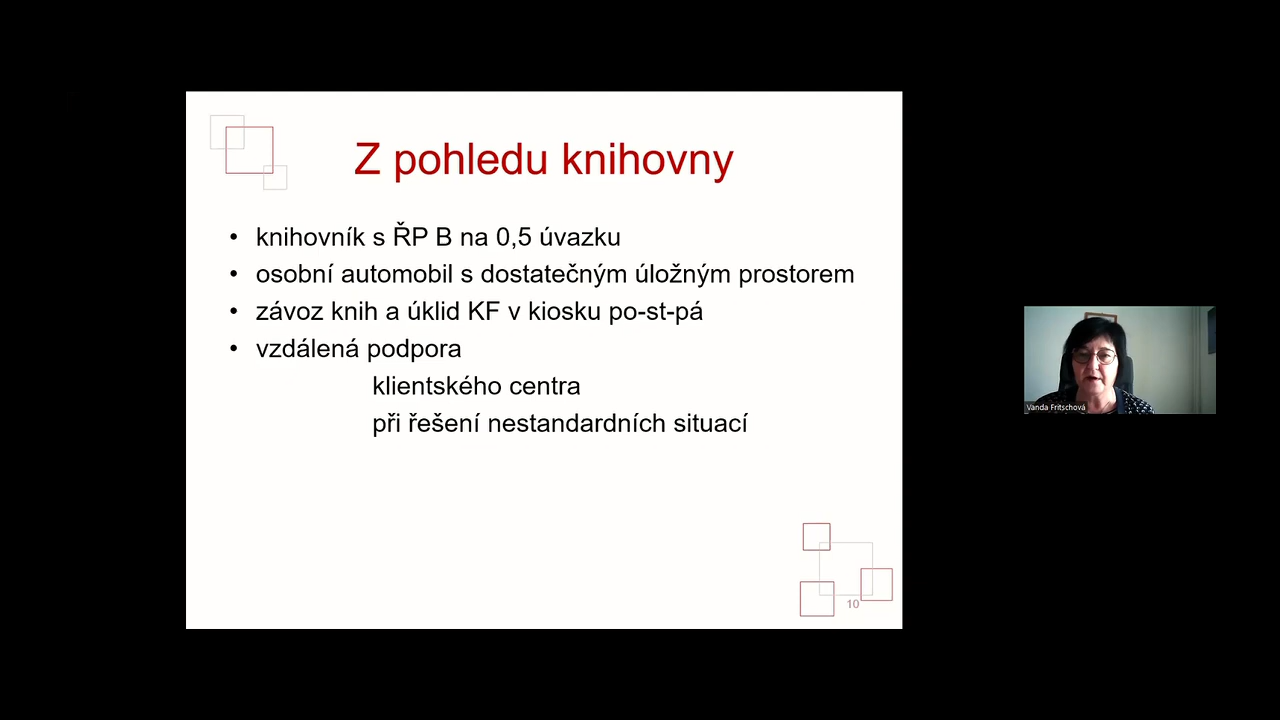 Z pohledu knihovny
• knihovník s ŘP B na 0,5 úvazku
• osobní automobil s dostatečným úložným prostorem
• závoz knih a úklid KF v kiosku po-st-pá
• vzdálená podpora
klientského centra
při řešení nestandardních situací
10
Vanda Fritschová